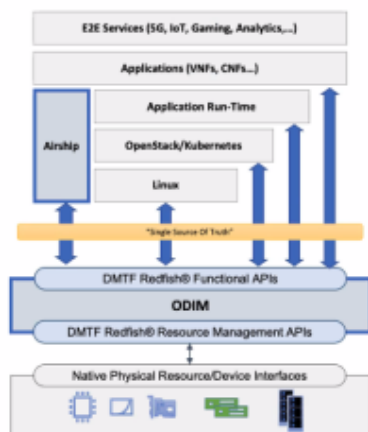 E2E Services (5G, IoT, Gaming, Analytics,...)
Applications (VNFs, CNFs...)
Airship
Application Run-Time
OpenStack/Kubernetes
Linux
"Single Source Of Truth"
DMTF Redfish® Functional APIs
ODIM
DMTF Redfish® Resource Management APIs
Native Physical Resource/Device Interfaces